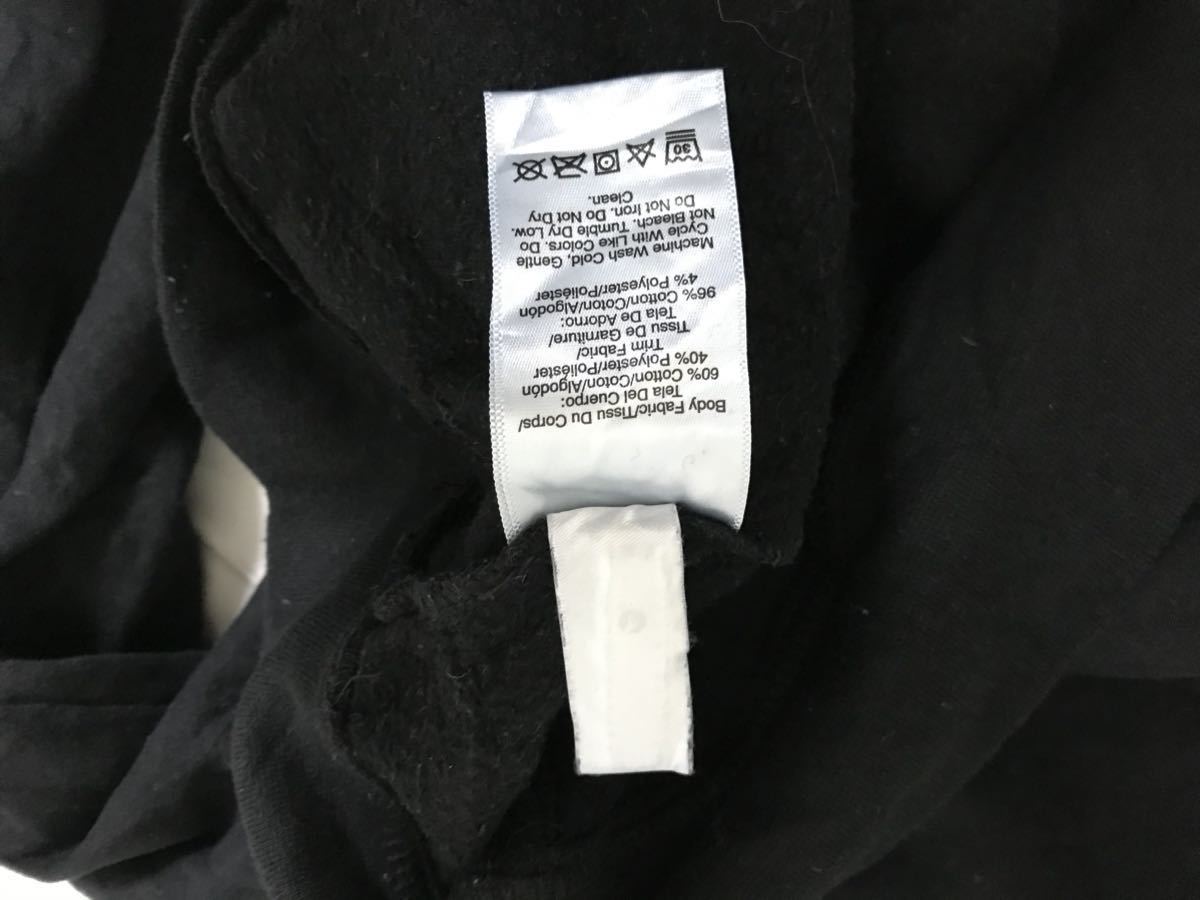 Body Fabric/Tissu Du Corps/
Tela Del Cuerpo:
60% Cotton/Coton/Algodón
40% Polyester/Poliéster
Trim Fabric/
Tissu De Garniture/
Tela De Adorno:
96% Cotton/Coton/Algodón
4% Polyester/Poliéster
Machine Wash Cold, Gentle
Cycle With Like Colors. Do
Not Bleach. Tumble Dry Low.
Do Not Iron. Do Not Dry
Clean.
30